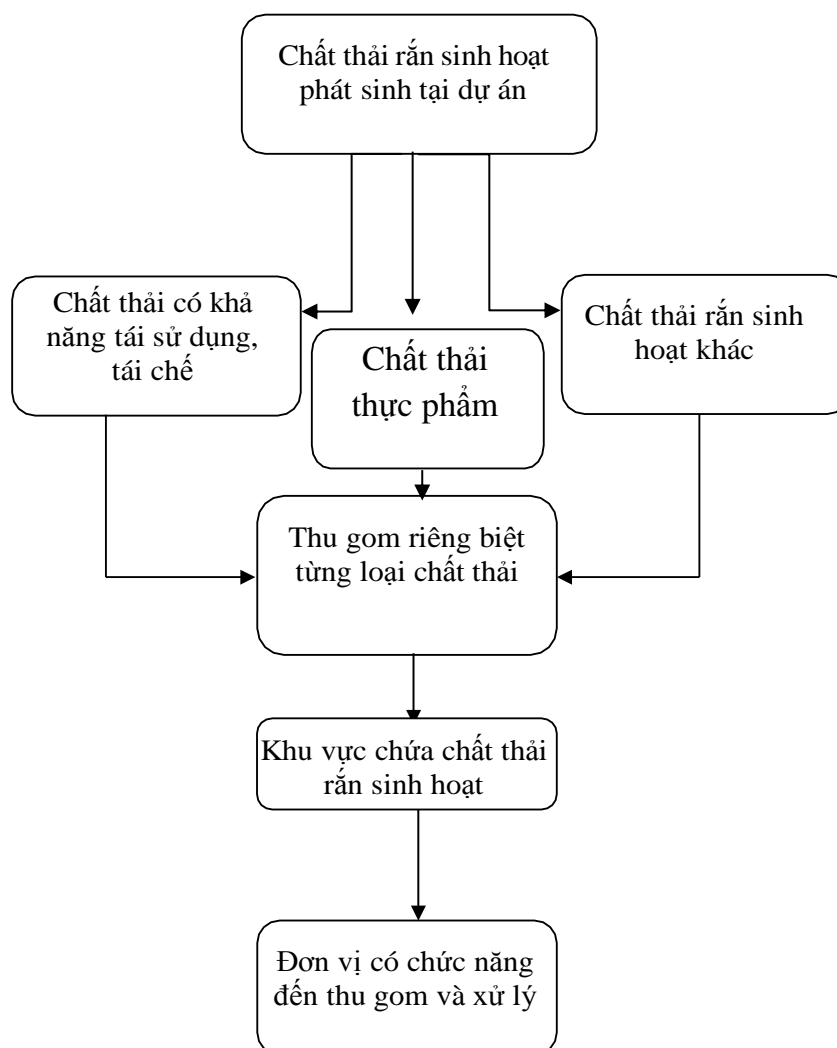 Chất thải rắn sinh hoạt
phát sinh tại dự án
Chất thải có khả
năng tái sử dụng,
tái chế
Chất thải
thực phẩm
Chất thải rắn sinh
hoạt khác
Thu gom riêng biệt
từng loại chất thải
Khu vực chứa chất thải
rắn sinh hoạt
Đơn vị có chức năng
đến thu gom và xử lý